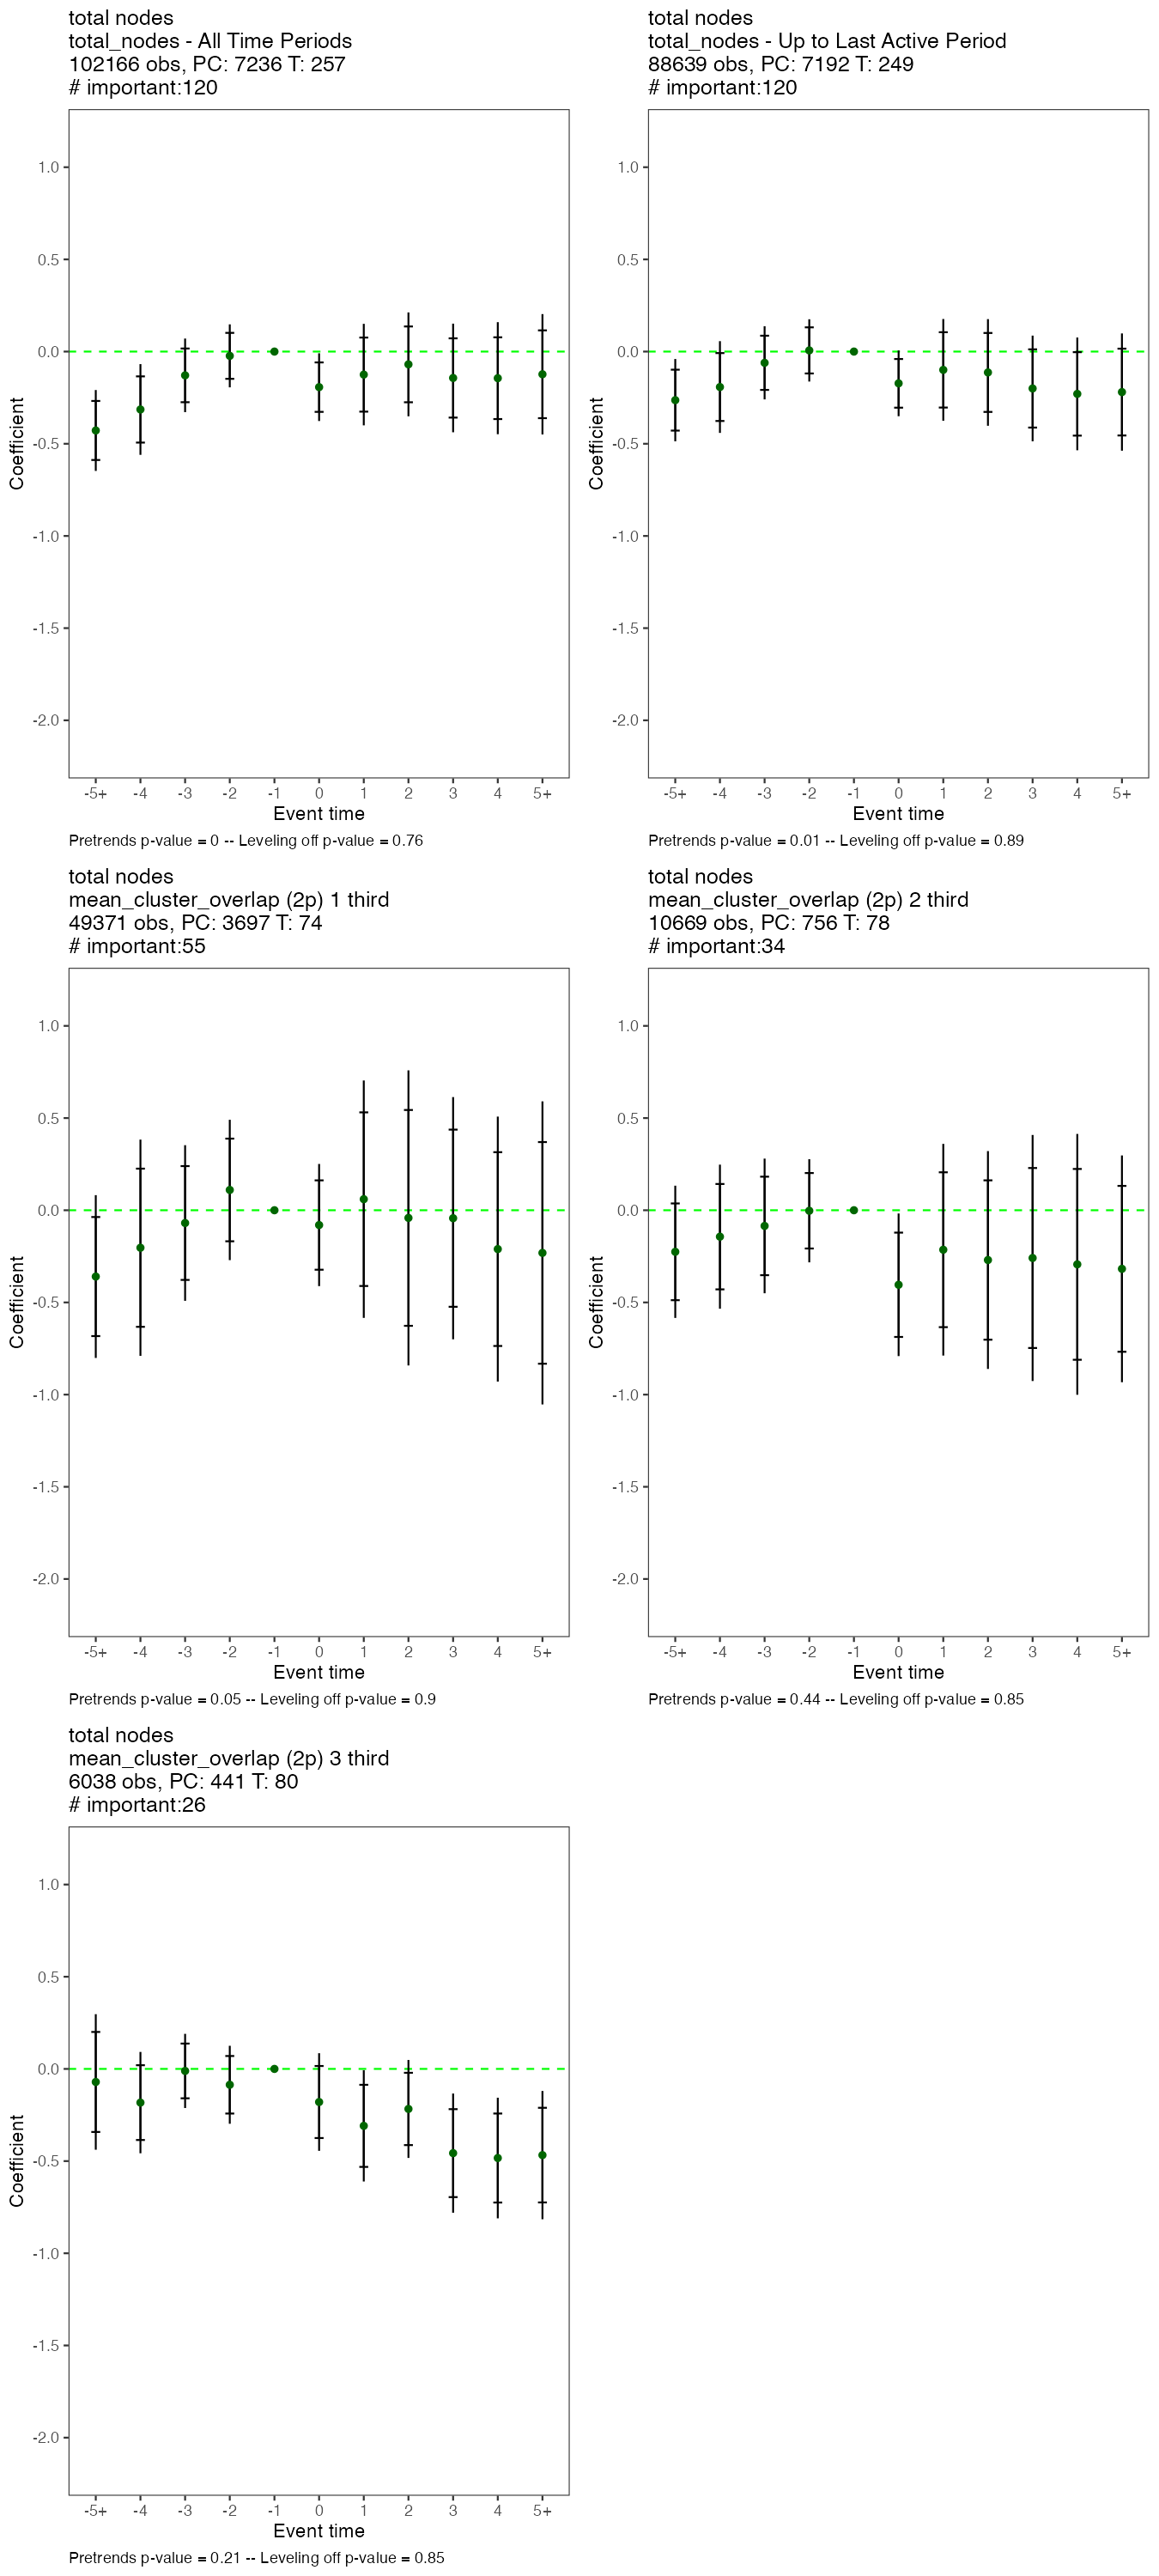 total nodes
total_nodes - All Time Periods
102166 obs, PC: 7236 T: 257
# important:120
1.0
0.5
0.0
-0.5
-1.0
-1.5
-2.0
Coefficient
-5+ -4 -3 -2 -1 0 1 2 3 4 5+
Event time
Pretrends p-value = 0 -- Leveling off p-value = 0.76
total nodes
total_nodes - Up to Last Active Period
88639 obs, PC: 7192 T: 249
# important:120
1.0
0.5
0.0
-0.5
-1.0
-1.5
-2.0
Coefficient
-5+ -4 -3 -2 -1 0 1 2 3 4 5+
Event time
Pretrends p-value = 0.01 -- Leveling off p-value = 0.89
total nodes
mean_cluster_overlap (2p) 1 third
49371 obs, PC: 3697 T: 74
# important:55
1.0
0.5
0.0
-0.5
-1.0
-1.5
-2.0
Coefficient
-5+ -4 -3 -2 -1 0 1 2 3 4 5+
Event time
Pretrends p-value = 0.05 -- Leveling off p-value = 0.9
total nodes
mean_cluster_overlap (2p) 2 third
10669 obs, PC: 756 T: 78
# important:34
1.0
0.5
0.0
-0.5
-1.0
-1.5
-2.0
Coefficient
-5+ -4 -3 -2 -1 0 1 2 3 4 5+
Event time
Pretrends p-value = 0.44 -- Leveling off p-value = 0.85
total nodes
mean_cluster_overlap (2p) 3 third
6038 obs, PC: 441 T: 80
# important:26
1.0
0.5
0.0
-0.5
-1.0
-1.5
-2.0
Coefficient
-5+ -4 -3 -2 -1 0 1 2 3 4 5+
Event time
Pretrends p-value = 0.21 -- Leveling off p-value = 0.85